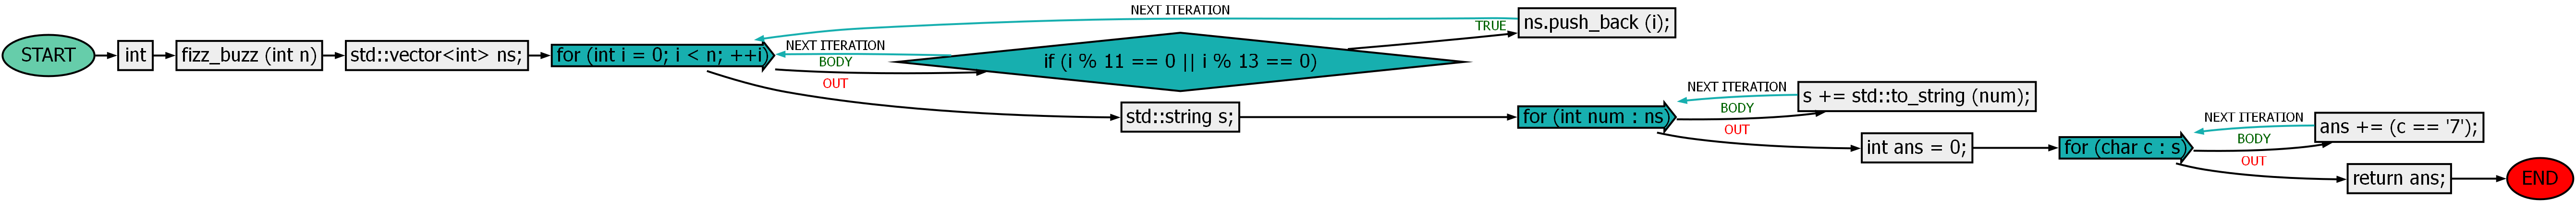 START
int
fizz_buzz (int n)
std::vector<int> ns;
for (int i = 0; i < n; ++i)
NEXT ITERATION
NEXT ITERATION
BODY
OUT
if (i % 11 == 0 || i % 13 == 0)
TRUE
ns.push_back (i);
std::string s;
for (int num : ns)
NEXT ITERATION
BODY
OUT
s += std::to_string (num);
int ans = 0;
for (char c : s)
NEXT ITERATION
BODY
OUT
ans += (c == '7');
return ans;
END